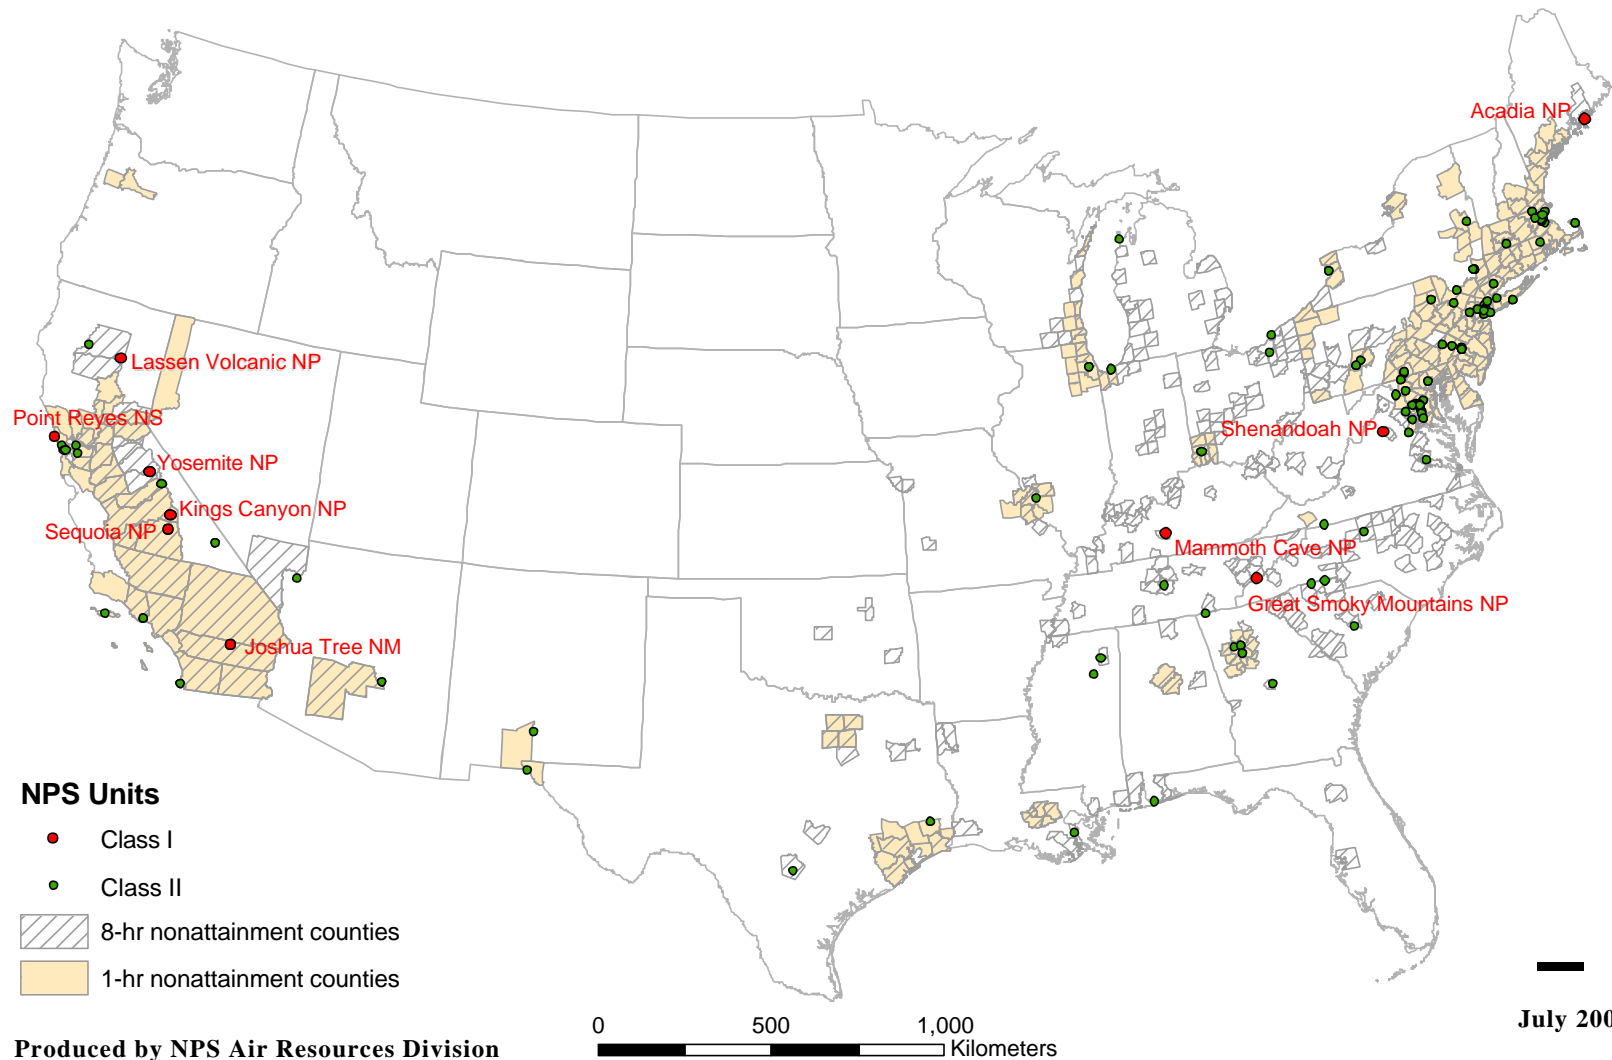 Acadia NP
Lassen Volcanic NP
Point Reyes NS
Shenandoah NP
Yosemite NP
Kings Canyon NP
Sequoia NP
Mammoth Cave NP
Great Smoky Mountains NP
Joshua Tree NM
NPS Units
Class I
Class II
8-hr nonattainment counties
1-hr nonattainment counties
0 500 1,000
Kilometers
July 200
Produced by NPS Air Resources Division